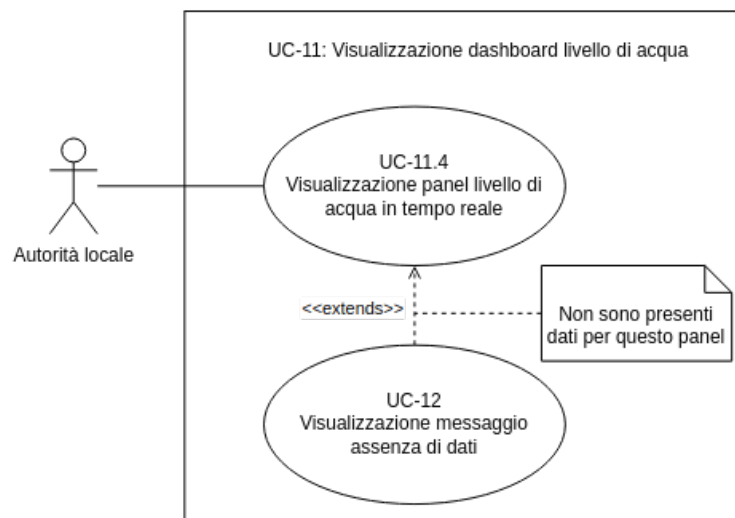 UC-11: Visualizzazione dashboard livello di acqua
UC-11.4
Visualizzazione panel livello di
acqua in tempo reale
Autorità locale
<<extends>>
Non sono presenti
dati per questo panel
UC-12
Visualizzazione messaggio
assenza di dati